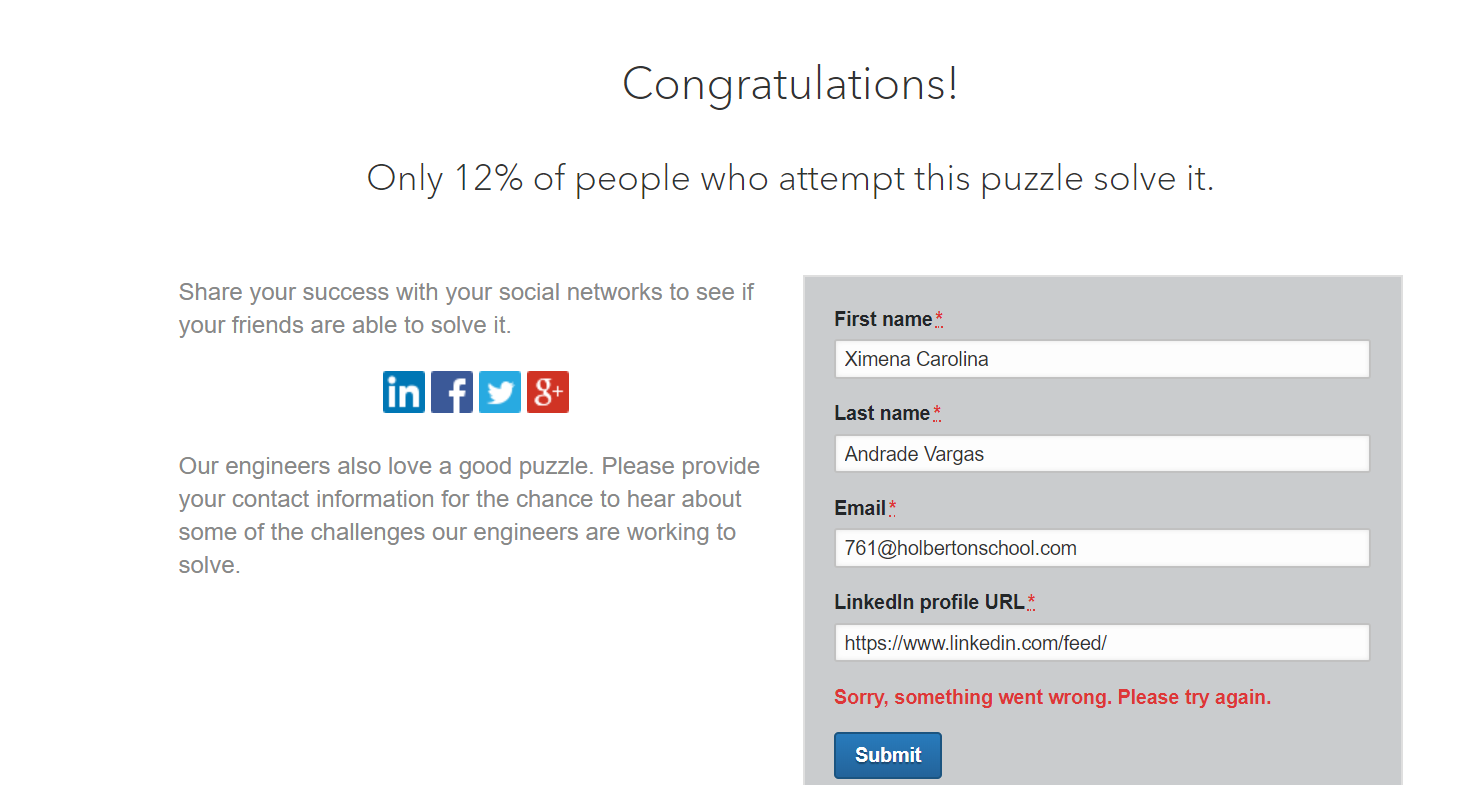 Congratulations!
Only 12% of people who attempt this puzzle solve it.
Share your success with your social networks to see if
your friends are able to solve it.
in f g+
Our engineers also love a good puzzle. Please provide
your contact information for the chance to hear about
some of the challenges our engineers are working to
solve.
First name*
Ximena Carolina
Last name*
Andrade Vargas
Email*
761@holbertonschool.com
LinkedIn profile URL*
https://www.linkedin.com/feed/
Sorry, something went wrong. Please try again.
Submit